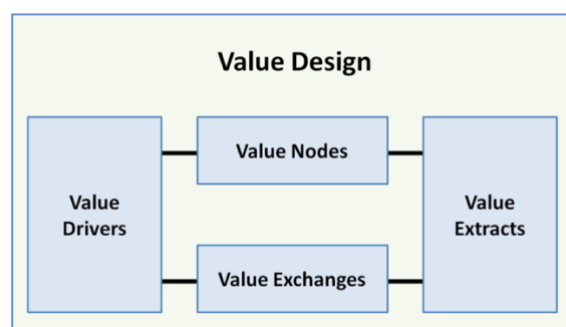 Value Design
Value Nodes
Value
Drivers
Value
Extracts
Value Exchanges